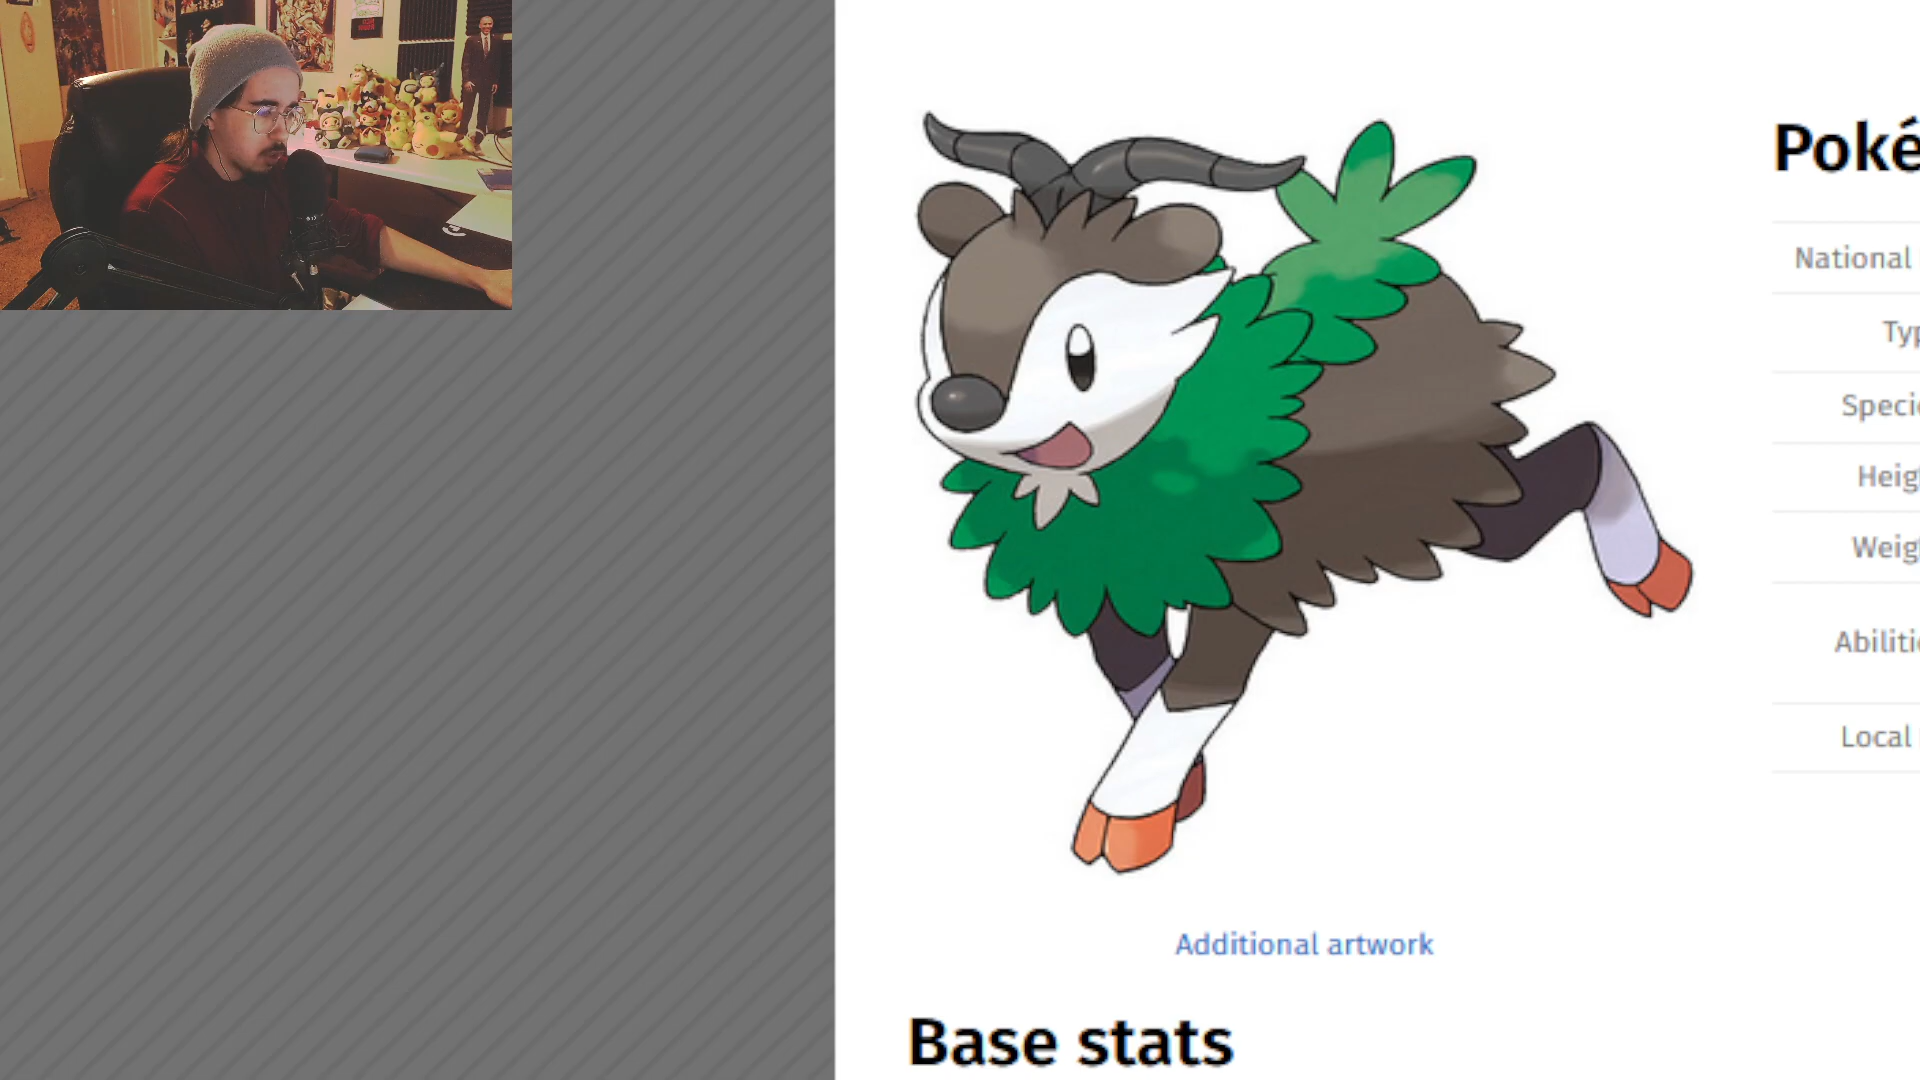 Poké
National
Typ
Speci
Heig
Weig
Abiliti
Local
Additional artwork
Base stats